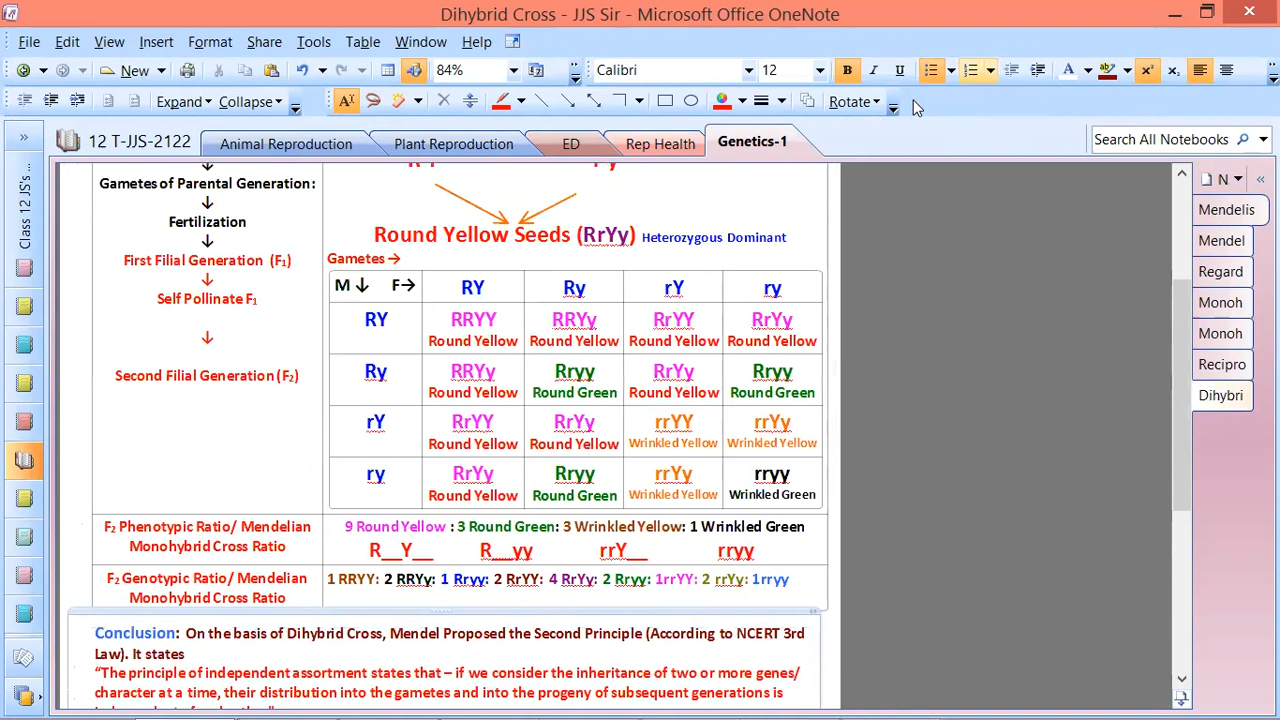 Dihybrid Cross - JJS Sir - Microsoft Office OneNote
File Edit View Insert Format Share Tools Table Window Help
New 84% Calibri 12 B I U A ab x² x₂
Expand Collapse A Rotate
12 T-JJS-2122 Animal Reproduction Plant Reproduction ED Rep Health Genetics-1 Search All Notebooks
Class 12 JJS's
N
Mendelis
Mendel
Regard
Monoh
Monoh
Recipro
Dihybri
Gametes of Parental Generation:
↓
Fertilization
↓
First Filial Generation (F₁)
↓
Self Pollinate F₁
↓
Second Filial Generation (F₂)
Round Yellow Seeds (RrYy) Heterozygous Dominant
Gametes →
M ↓ F→ RY Ry rY ry
RY RRYY RRYy RrYY RrYy
Round Yellow Round Yellow Round Yellow Round Yellow
Ry RRYy Rryy RrYy Rryy
Round Yellow Round Green Round Yellow Round Green
rY RrYY RrYy rrYY rrYy
Round Yellow Round Yellow Wrinkled Yellow Wrinkled Yellow
ry RrYy Rryy rrYy rryy
Round Yellow Round Green Wrinkled Yellow Wrinkled Green
F₂ Phenotypic Ratio/ Mendelian
Monohybrid Cross Ratio
9 Round Yellow : 3 Round Green: 3 Wrinkled Yellow: 1 Wrinkled Green
R__Y__ R__yy rrY__ rryy
F₂ Genotypic Ratio/ Mendelian
Monohybrid Cross Ratio
1 RRYY: 2 RRYy: 1 Rryy: 2 RrYY: 4 RrYy: 2 Rryy: 1rrYY: 2 rrYy: 1rryy
Conclusion: On the basis of Dihybrid Cross, Mendel Proposed the Second Principle (According to NCERT 3rd
Law). It states
“The principle of independent assortment states that – if we consider the inheritance of two or more genes/
character at a time, their distribution into the gametes and into the progeny of subsequent generations is